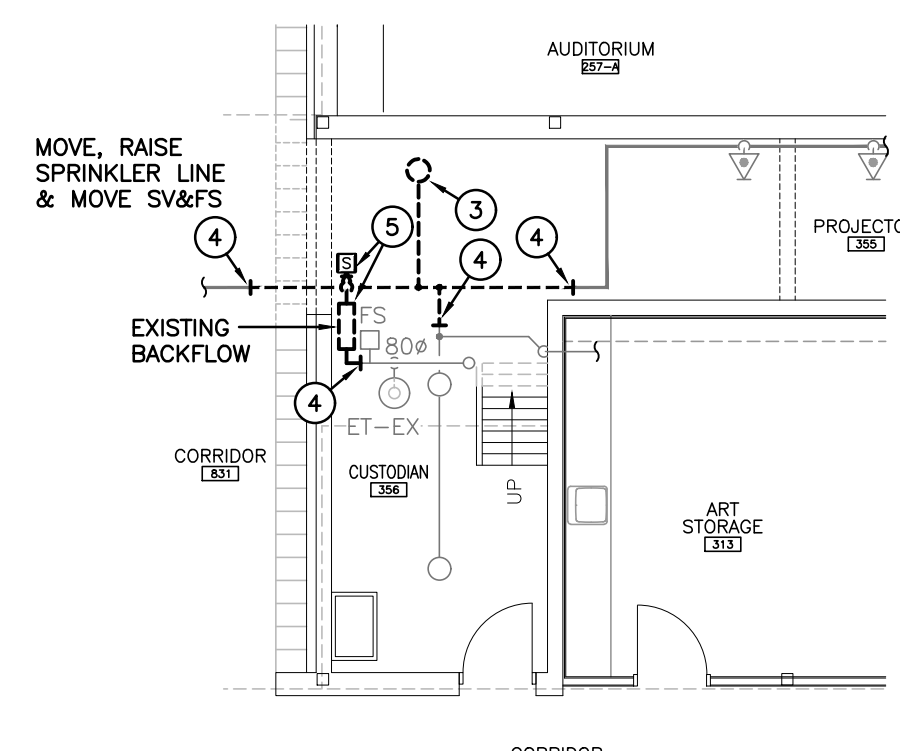 AUDITORIUM
257-A
MOVE, RAISE
SPRINKLER LINE
& MOVE SV&FS
3
5
4
4
4
S
PROJECTO
355
FS
EXISTING
BACKFLOW
80ø
4
ET-EX
CORRIDOR
831
CUSTODIAN
356
UP
ART
STORAGE
313
CORRIDOR